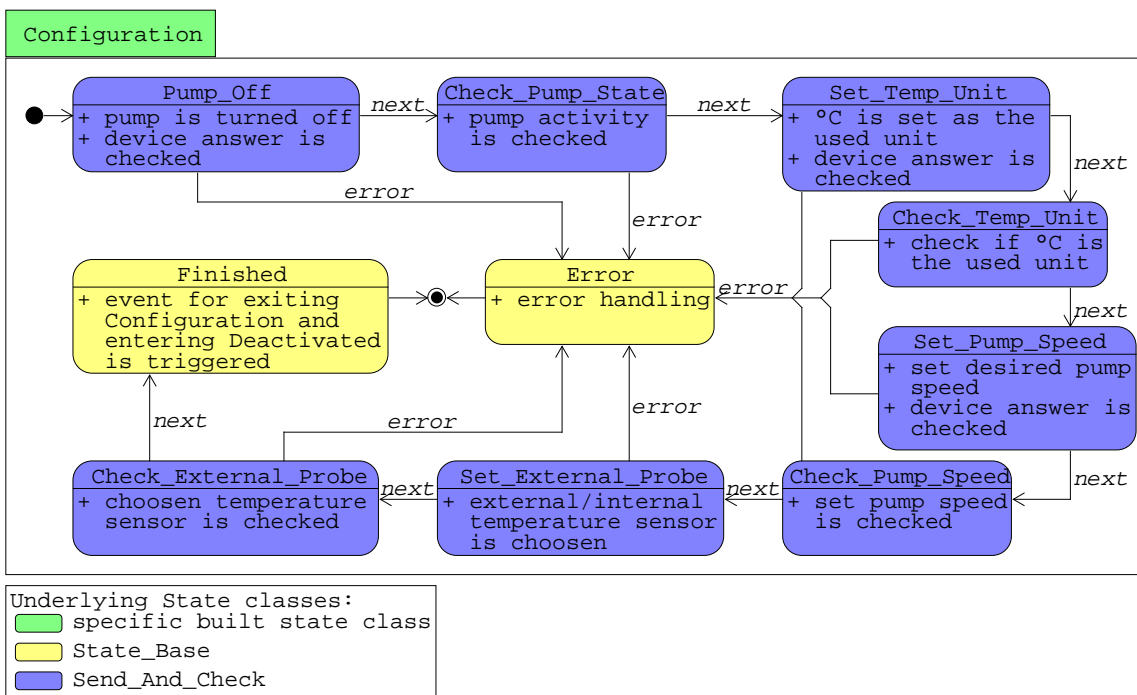 Configuration
Pump_Off
+ pump is turned off
+ device answer is
checked
next
Check_Pump_State
+ pump activity
is checked
next
Set_Temp_Unit
+ °C is set as the
used unit
+ device answer is
checked
next
error
error
Check_Temp_Unit
+ check if °C is
the used unit
error
next
Finished
+ event for exiting
Configuration and
entering Deactivated
is triggered
Error
+ error handling
Set_Pump_Speed
+ set desired pump
speed
+ device answer is
checked
next
next
error
error
Check_External_Probe
+ choosen temperature
sensor is checked
next
Set_External_Probe
+ external/internal
temperature sensor
is choosen
next
Check_Pump_Speed
+ set pump speed
is checked
Underlying State classes:
specific built state class
State_Base
Send_And_Check